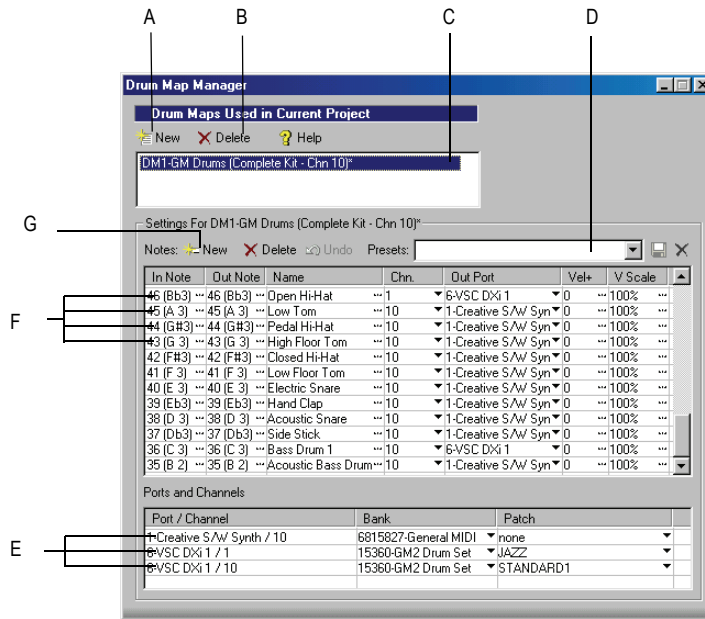 A B C D
Drum Map Manager
Drum Maps Used in Current Project
New Delete Help
DM1-GM Drums (Complete Kit - Chn 10)*
G
Settings For DM1-GM Drums (Complete Kit - Chn 10)*
Notes: New Delete Undo Presets:
In Note Out Note Name Chn. Out Port Vel+ V Scale
46 (Bb3) ... 46 (Bb3) ... Open Hi-Hat ... 1 6-VSC DXi 1 0 ... 100% ...
F
45 (A 3) ... 45 (A 3) ... Low Tom ... 10 1-Creative S/W Syn 0 ... 100% ...
44 (G#3) ... 44 (G#3) ... Pedal Hi-Hat ... 10 1-Creative S/W Syn 0 ... 100% ...
43 (G 3) ... 43 (G 3) ... High Floor Tom ... 10 1-Creative S/W Syn 0 ... 100% ...
42 (F#3) ... 42 (F#3) ... Closed Hi-Hat ... 10 1-Creative S/W Syn 0 ... 100% ...
41 (F 3) ... 41 (F 3) ... Low Floor Tom ... 10 1-Creative S/W Syn 0 ... 100% ...
40 (E 3) ... 40 (E 3) ... Electric Snare ... 10 1-Creative S/W Syn 0 ... 100% ...
39 (Eb3) ... 39 (Eb3) ... Hand Clap ... 10 1-Creative S/W Syn 0 ... 100% ...
38 (D 3) ... 38 (D 3) ... Acoustic Snare ... 10 1-Creative S/W Syn 0 ... 100% ...
37 (Db3) ... 37 (Db3) ... Side Stick ... 10 1-Creative S/W Syn 0 ... 100% ...
36 (C 3) ... 36 (C 3) ... Bass Drum 1 ... 10 6-VSC DXi 1 0 ... 100% ...
35 (B 2) ... 35 (B 2) ... Acoustic Bass Drum ... 10 1-Creative S/W Syn 0 ... 100% ...
Ports and Channels
Port / Channel Bank Patch
1-Creative S/W Synth / 10 6815827-General MIDI none
E
6-VSC DXi 1 / 1 15360-GM2 Drum Set JAZZ
6-VSC DXi 1 / 10 15360-GM2 Drum Set STANDARD1